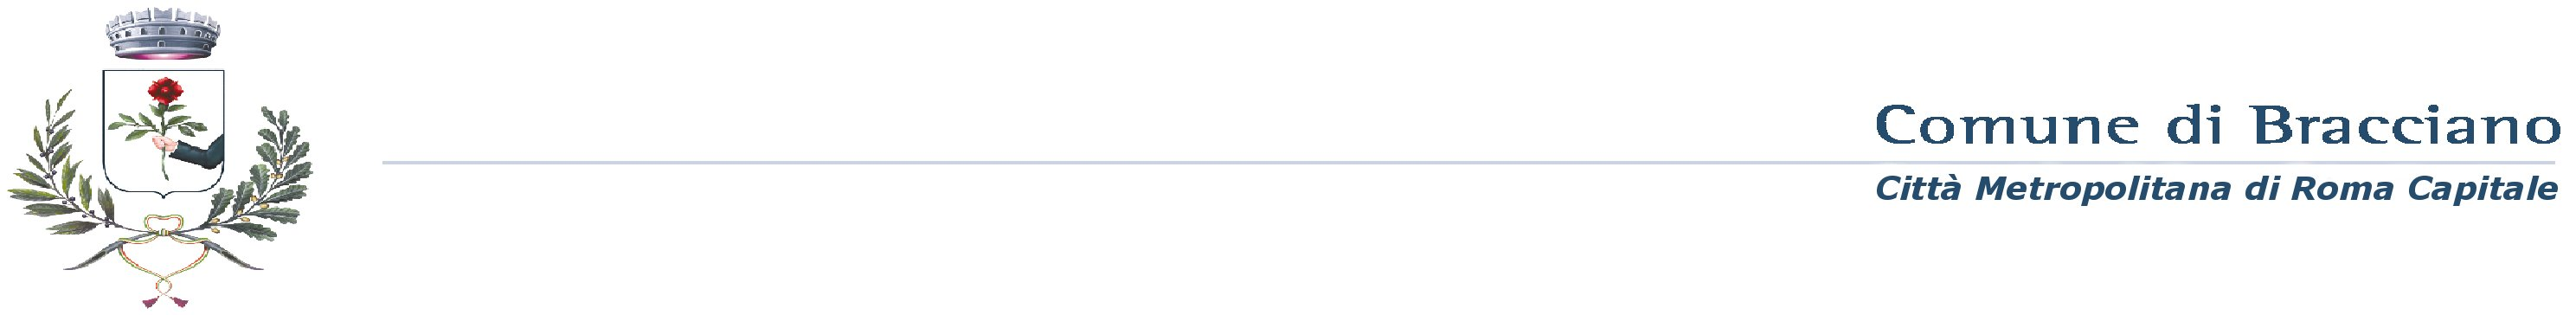 Comune di Bracciano
Città Metropolitana di Roma Capitale